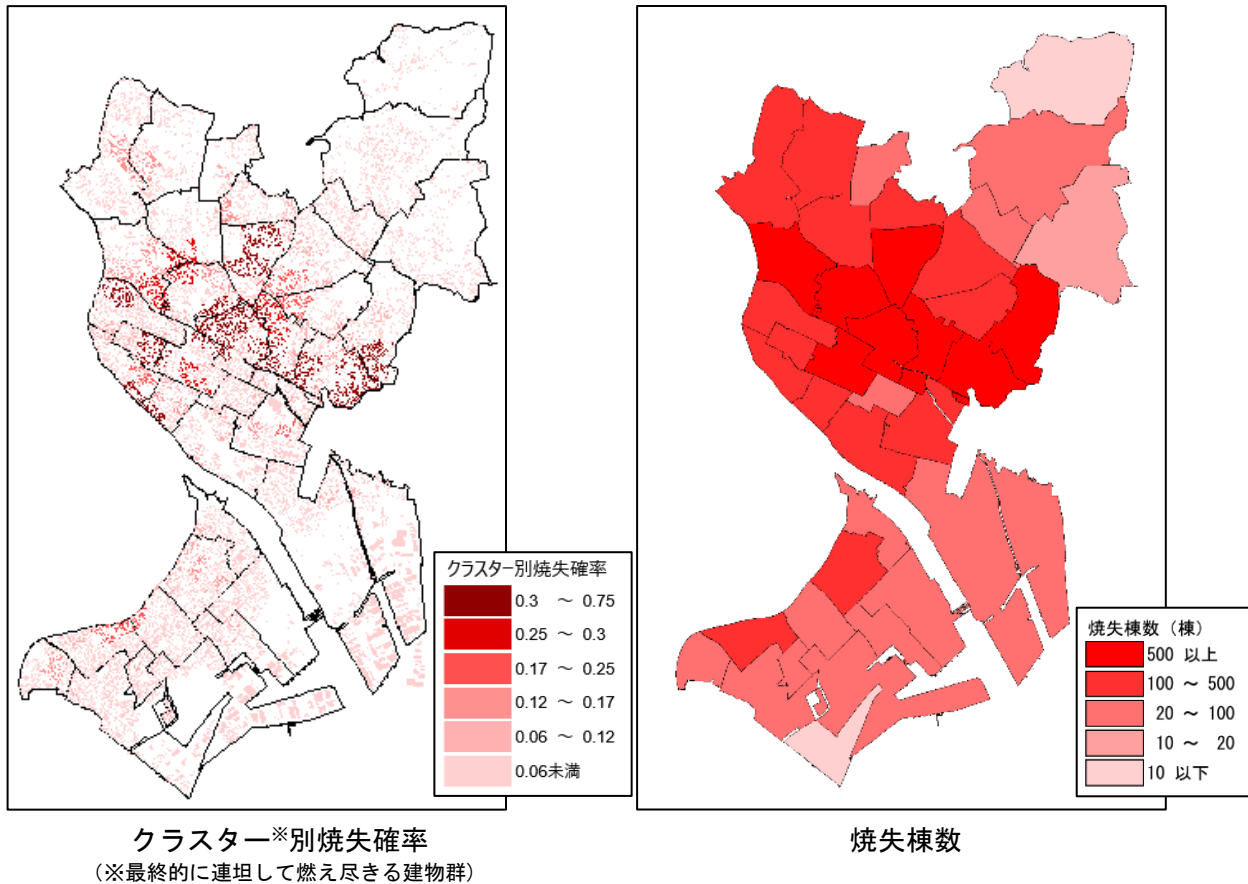 クラスター別焼失確率
0.3 ～ 0.75
0.25 ～ 0.3
0.17 ～ 0.25
0.12 ～ 0.17
0.06 ～ 0.12
0.06未満
クラスター※別焼失確率
（※最終的に連坦して燃え尽きる建物群）
焼失棟数（棟）
500 以上
100 ～ 500
20 ～ 100
10 ～ 20
10 以下
焼失棟数